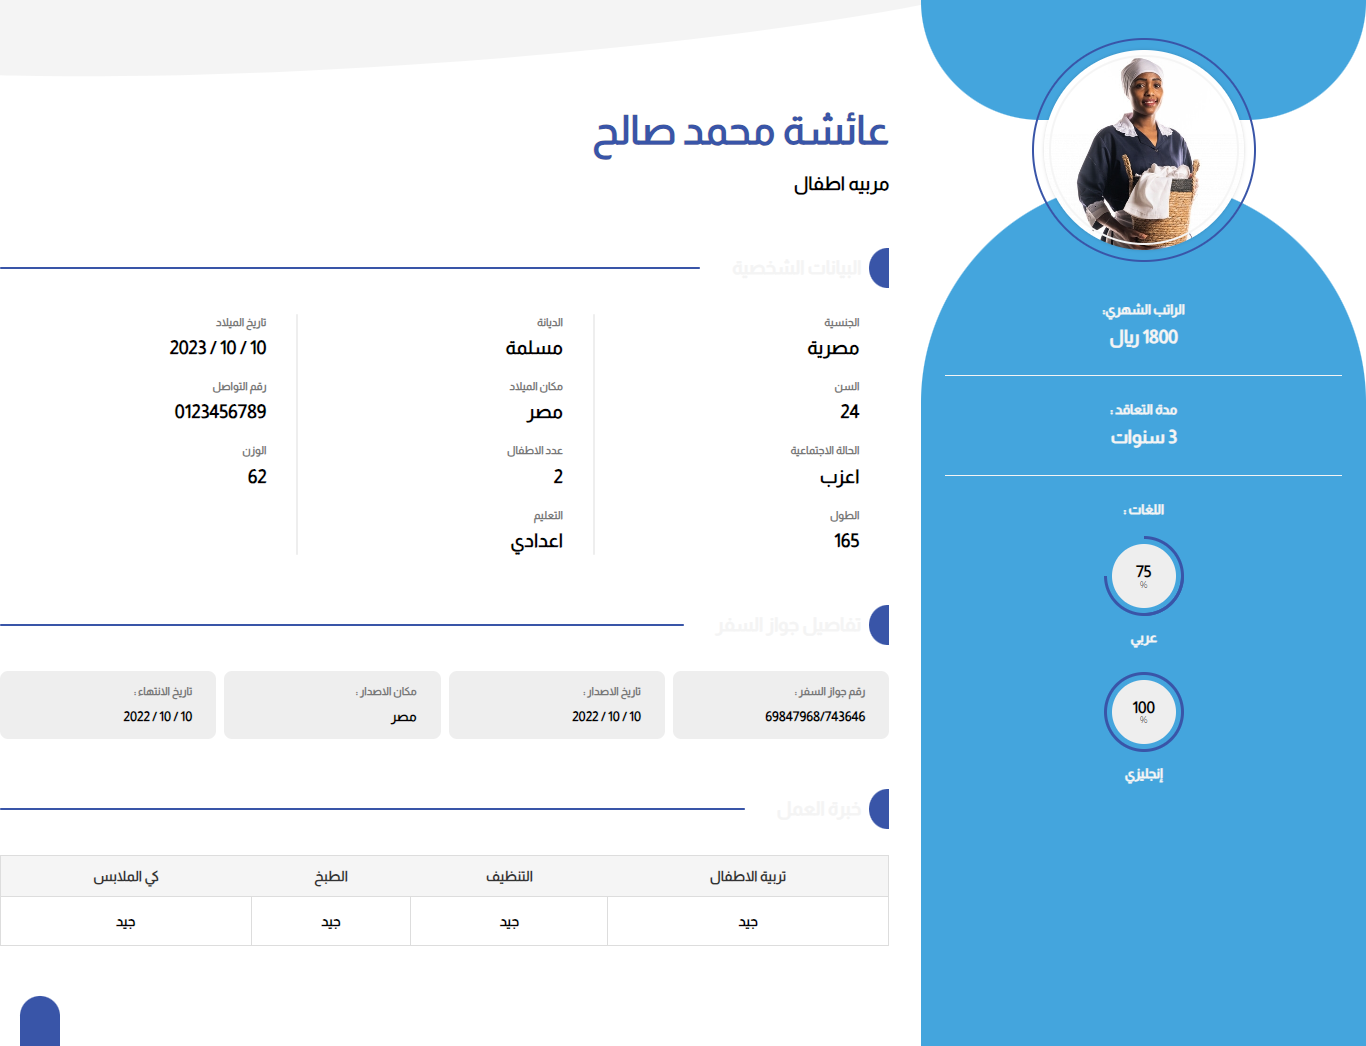 عائشة محمد صالح
مربيه اطفال
البيانات الشخصية
الجنسية
مصرية
السن
24
الحالة الاجتماعية
اعزب
الطول
165
الديانة
مسلمة
مكان الميلاد
مصر
عدد الاطفال
2
التعليم
اعدادي
تاريخ الميلاد
10 / 10 / 2023
رقم التواصل
0123456789
الوزن
62
تفاصيل جواز السفر
رقم جواز السفر :
69847968/743646
تاريخ الاصدار :
10 / 10 / 2022
مكان الاصدار :
مصر
تاريخ الانتهاء :
10 / 10 / 2022
خبرة العمل
تربية الاطفال التنظيف الطبخ كي الملابس
جيد جيد جيد جيد
الراتب الشهري:
1800 ريال
مدة التعاقد :
3 سنوات
اللغات :
75
%
عربي
100
%
إنجليزي